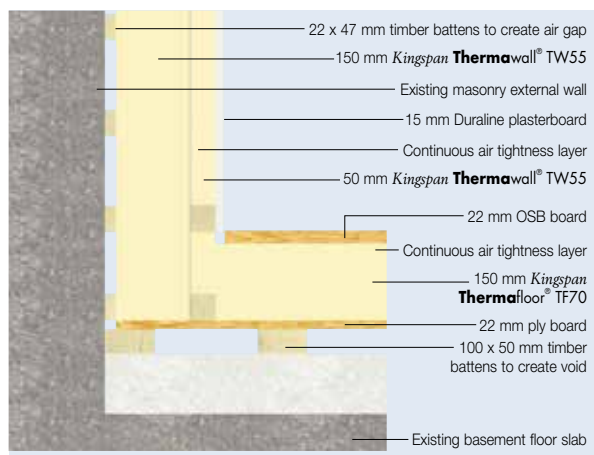 22 x 47 mm timber battens to create air gap
150 mm Kingspan Thermawall® TW55
Existing masonry external wall
15 mm Duraline plasterboard
Continuous air tightness layer
50 mm Kingspan Thermawall® TW55
22 mm OSB board
Continuous air tightness layer
150 mm Kingspan
Thermafloor® TF70
22 mm ply board
100 x 50 mm timber
battens to create void
Existing basement floor slab